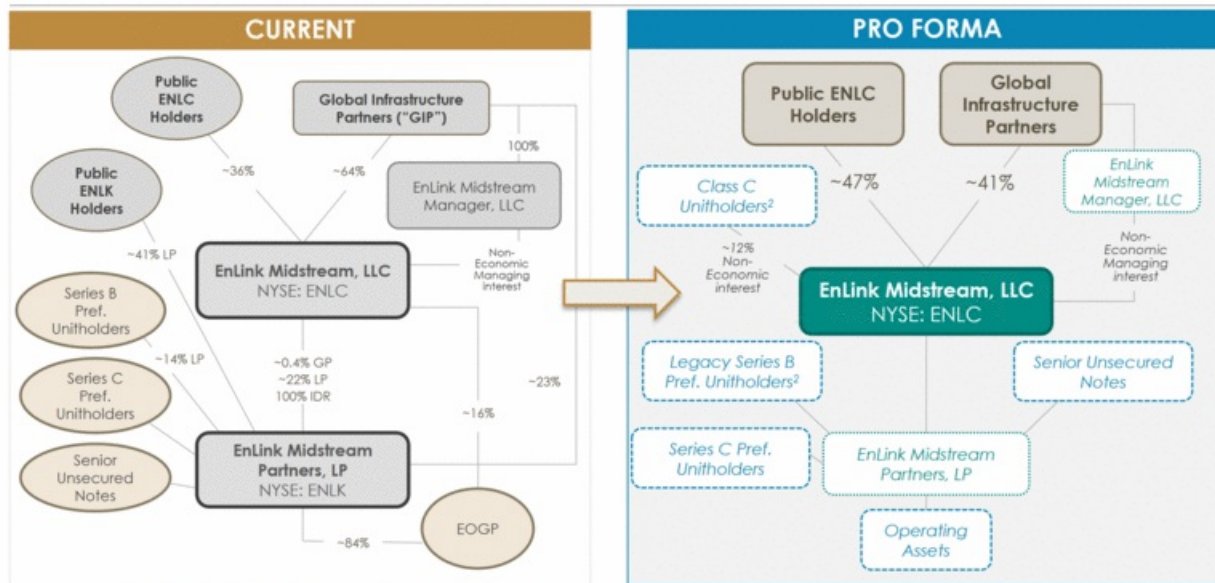 CURRENT
Public
ENLC
Holders
Global Infrastructure
Partners ("GIP")
100%
~36%
~64%
Public
ENLK
Holders
EnLink Midstream
Manager, LLC
~41% LP
EnLink Midstream, LLC
NYSE: ENLC
Non-
Economic
Managing
interest
Series B
Pref.
Unitholders
~14% LP
~0.4% GP
~22% LP
100% IDR
~23%
Series C
Pref.
Unitholders
~16%
Senior
Unsecured
Notes
EnLink Midstream
Partners, LP
NYSE: ENLK
~84%
EOGP
PRO FORMA
Public ENLC
Holders
Global
Infrastructure
Partners
~47%
~41%
EnLink
Midstream
Manager, LLC
Class C
Unitholders²
~12%
Non-
Economic
interest
Non-
Economic
Managing
interest
EnLink Midstream, LLC
NYSE: ENLC
Legacy Series B
Pref. Unitholders²
Senior Unsecured
Notes
Series C Pref.
Unitholders
EnLink Midstream
Partners, LP
Operating
Assets